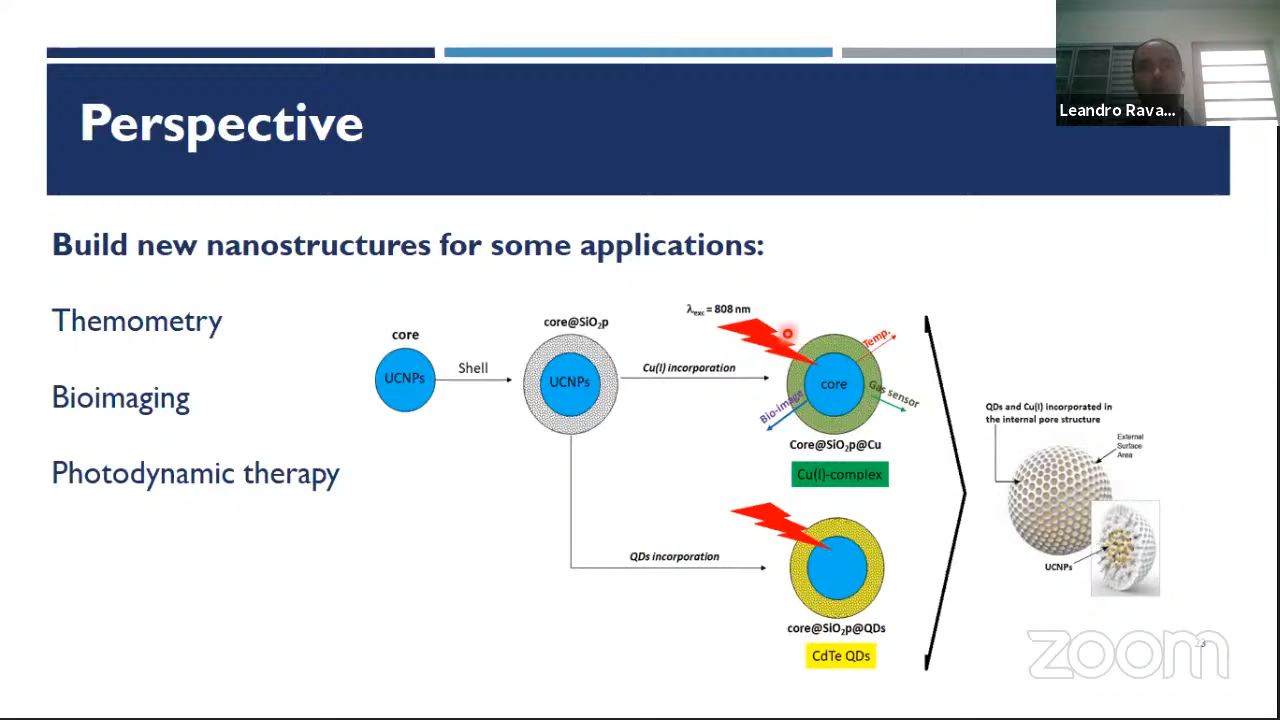 Leandro Rava...
Perspective
Build new nanostructures for some applications:
Themometry
Bioimaging
Photodynamic therapy
core
UCNPs
Shell
core@SiO₂p
UCNPs
λexc = 808 nm
Cu(I) incorporation
core
Temp.
Gas sensor
Bio-image
Core@SiO₂p@Cu
Cu(I)-complex
QDs incorporation
core@SiO₂p@QDs
CdTe QDs
QDs and Cu(I) incorporated in
the internal pore structure
External
Surface
Area
UCNPs
zoom